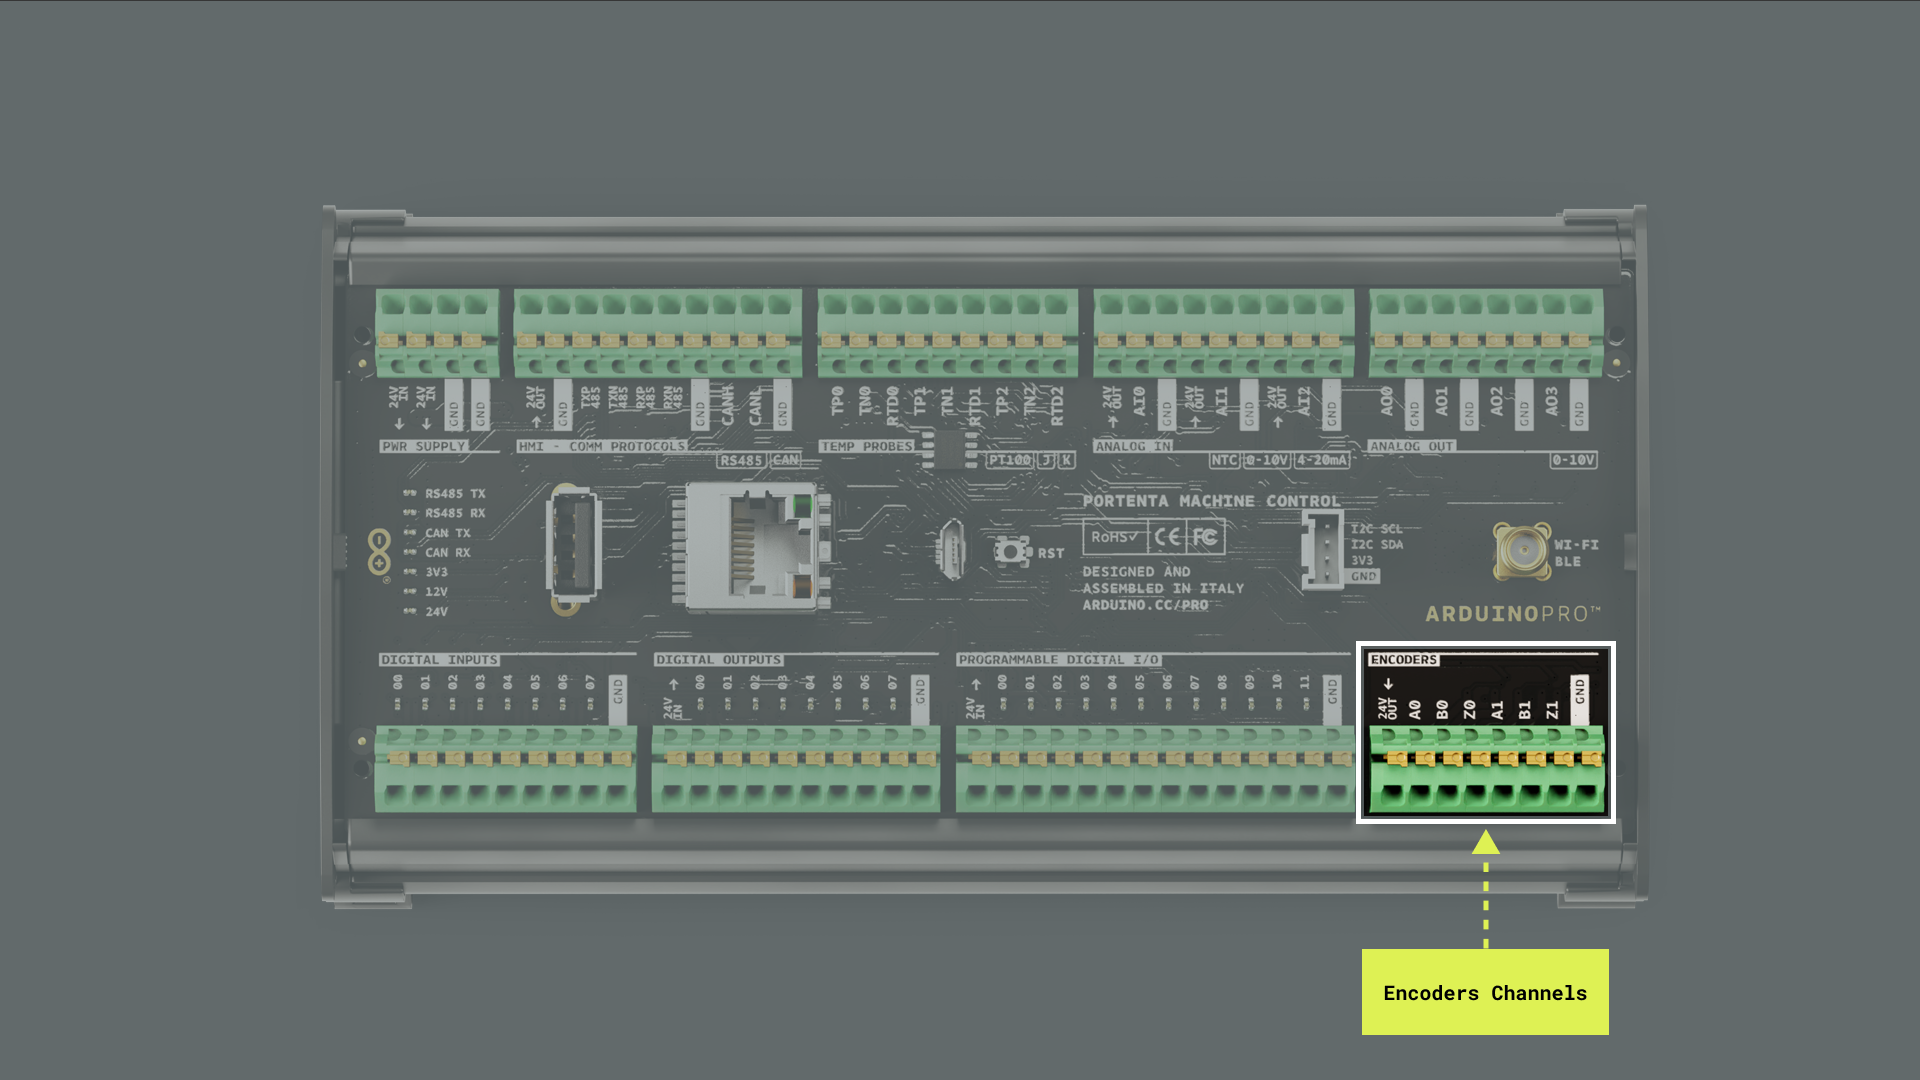 24V IN
24V IN
GND
GND
24V OUT
GND
TXP 485
TXN 485
RXP 485
RXN 485
GND
CANH
CANL
GND
TP0
TN0
RTD0
TP1
TN1
RTD1
TP2
TN2
RTD2
24V OUT
AI0
GND
24V OUT
AI1
GND
24V OUT
AI2
GND
AO0
GND
AO1
GND
AO2
GND
AO3
GND
PWR SUPPLY
HMI - COMM PROTOCOLS
RS485 CAN
TEMP PROBES
PT100 J K
ANALOG IN
NTC 0-10V 4-20mA
ANALOG OUT
0-10V
RS485 TX
RS485 RX
CAN TX
CAN RX
3V3
12V
24V
RST
PORTENTA MACHINE CONTROL
RoHS CE FC
DESIGNED AND
ASSEMBLED IN ITALY
ARDUINO.CC/PRO
I2C SCL
I2C SDA
3V3
GND
WI-FI
BLE
ARDUINOPRO™
DIGITAL INPUTS
00
01
02
03
04
05
06
07
GND
DIGITAL OUTPUTS
24V IN
00
01
02
03
04
05
06
07
GND
PROGRAMMABLE DIGITAL I/O
24V IN
00
01
02
03
04
05
06
07
08
09
10
11
GND
ENCODERS
24V OUT
A0
B0
Z0
A1
B1
Z1
GND
Encoders Channels